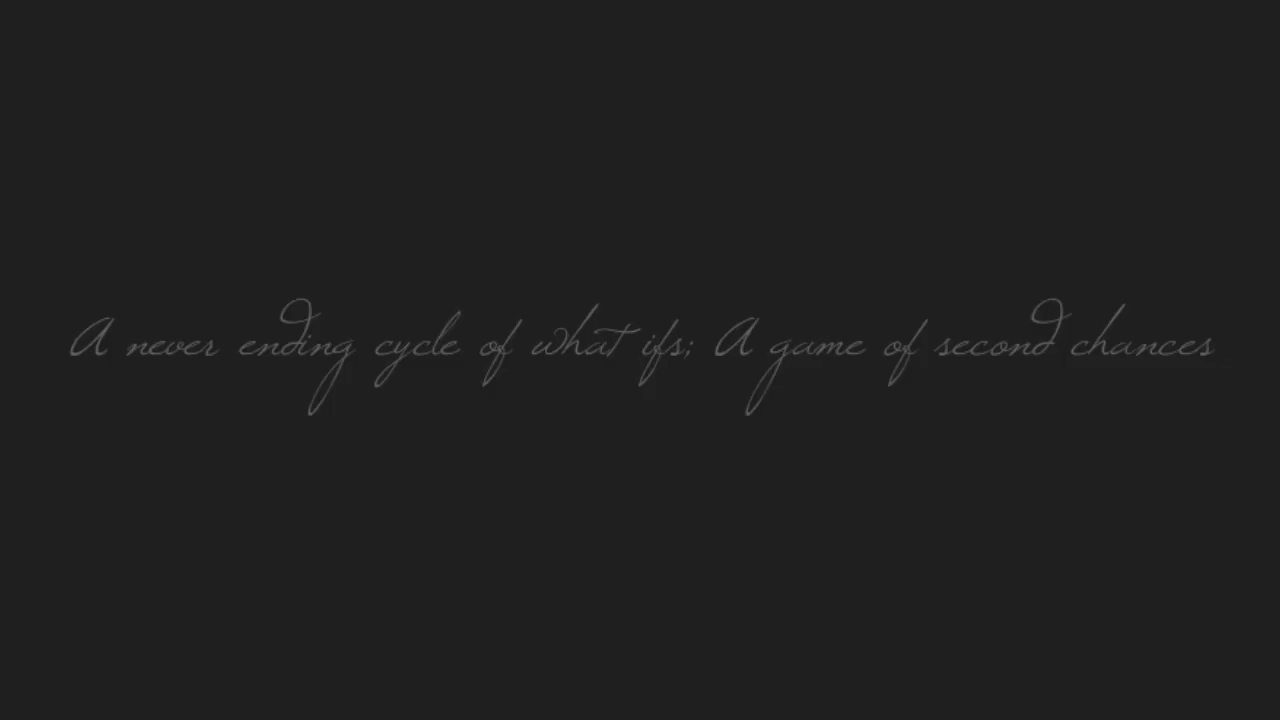 A never ending cycle of what ifs; A game of second chances